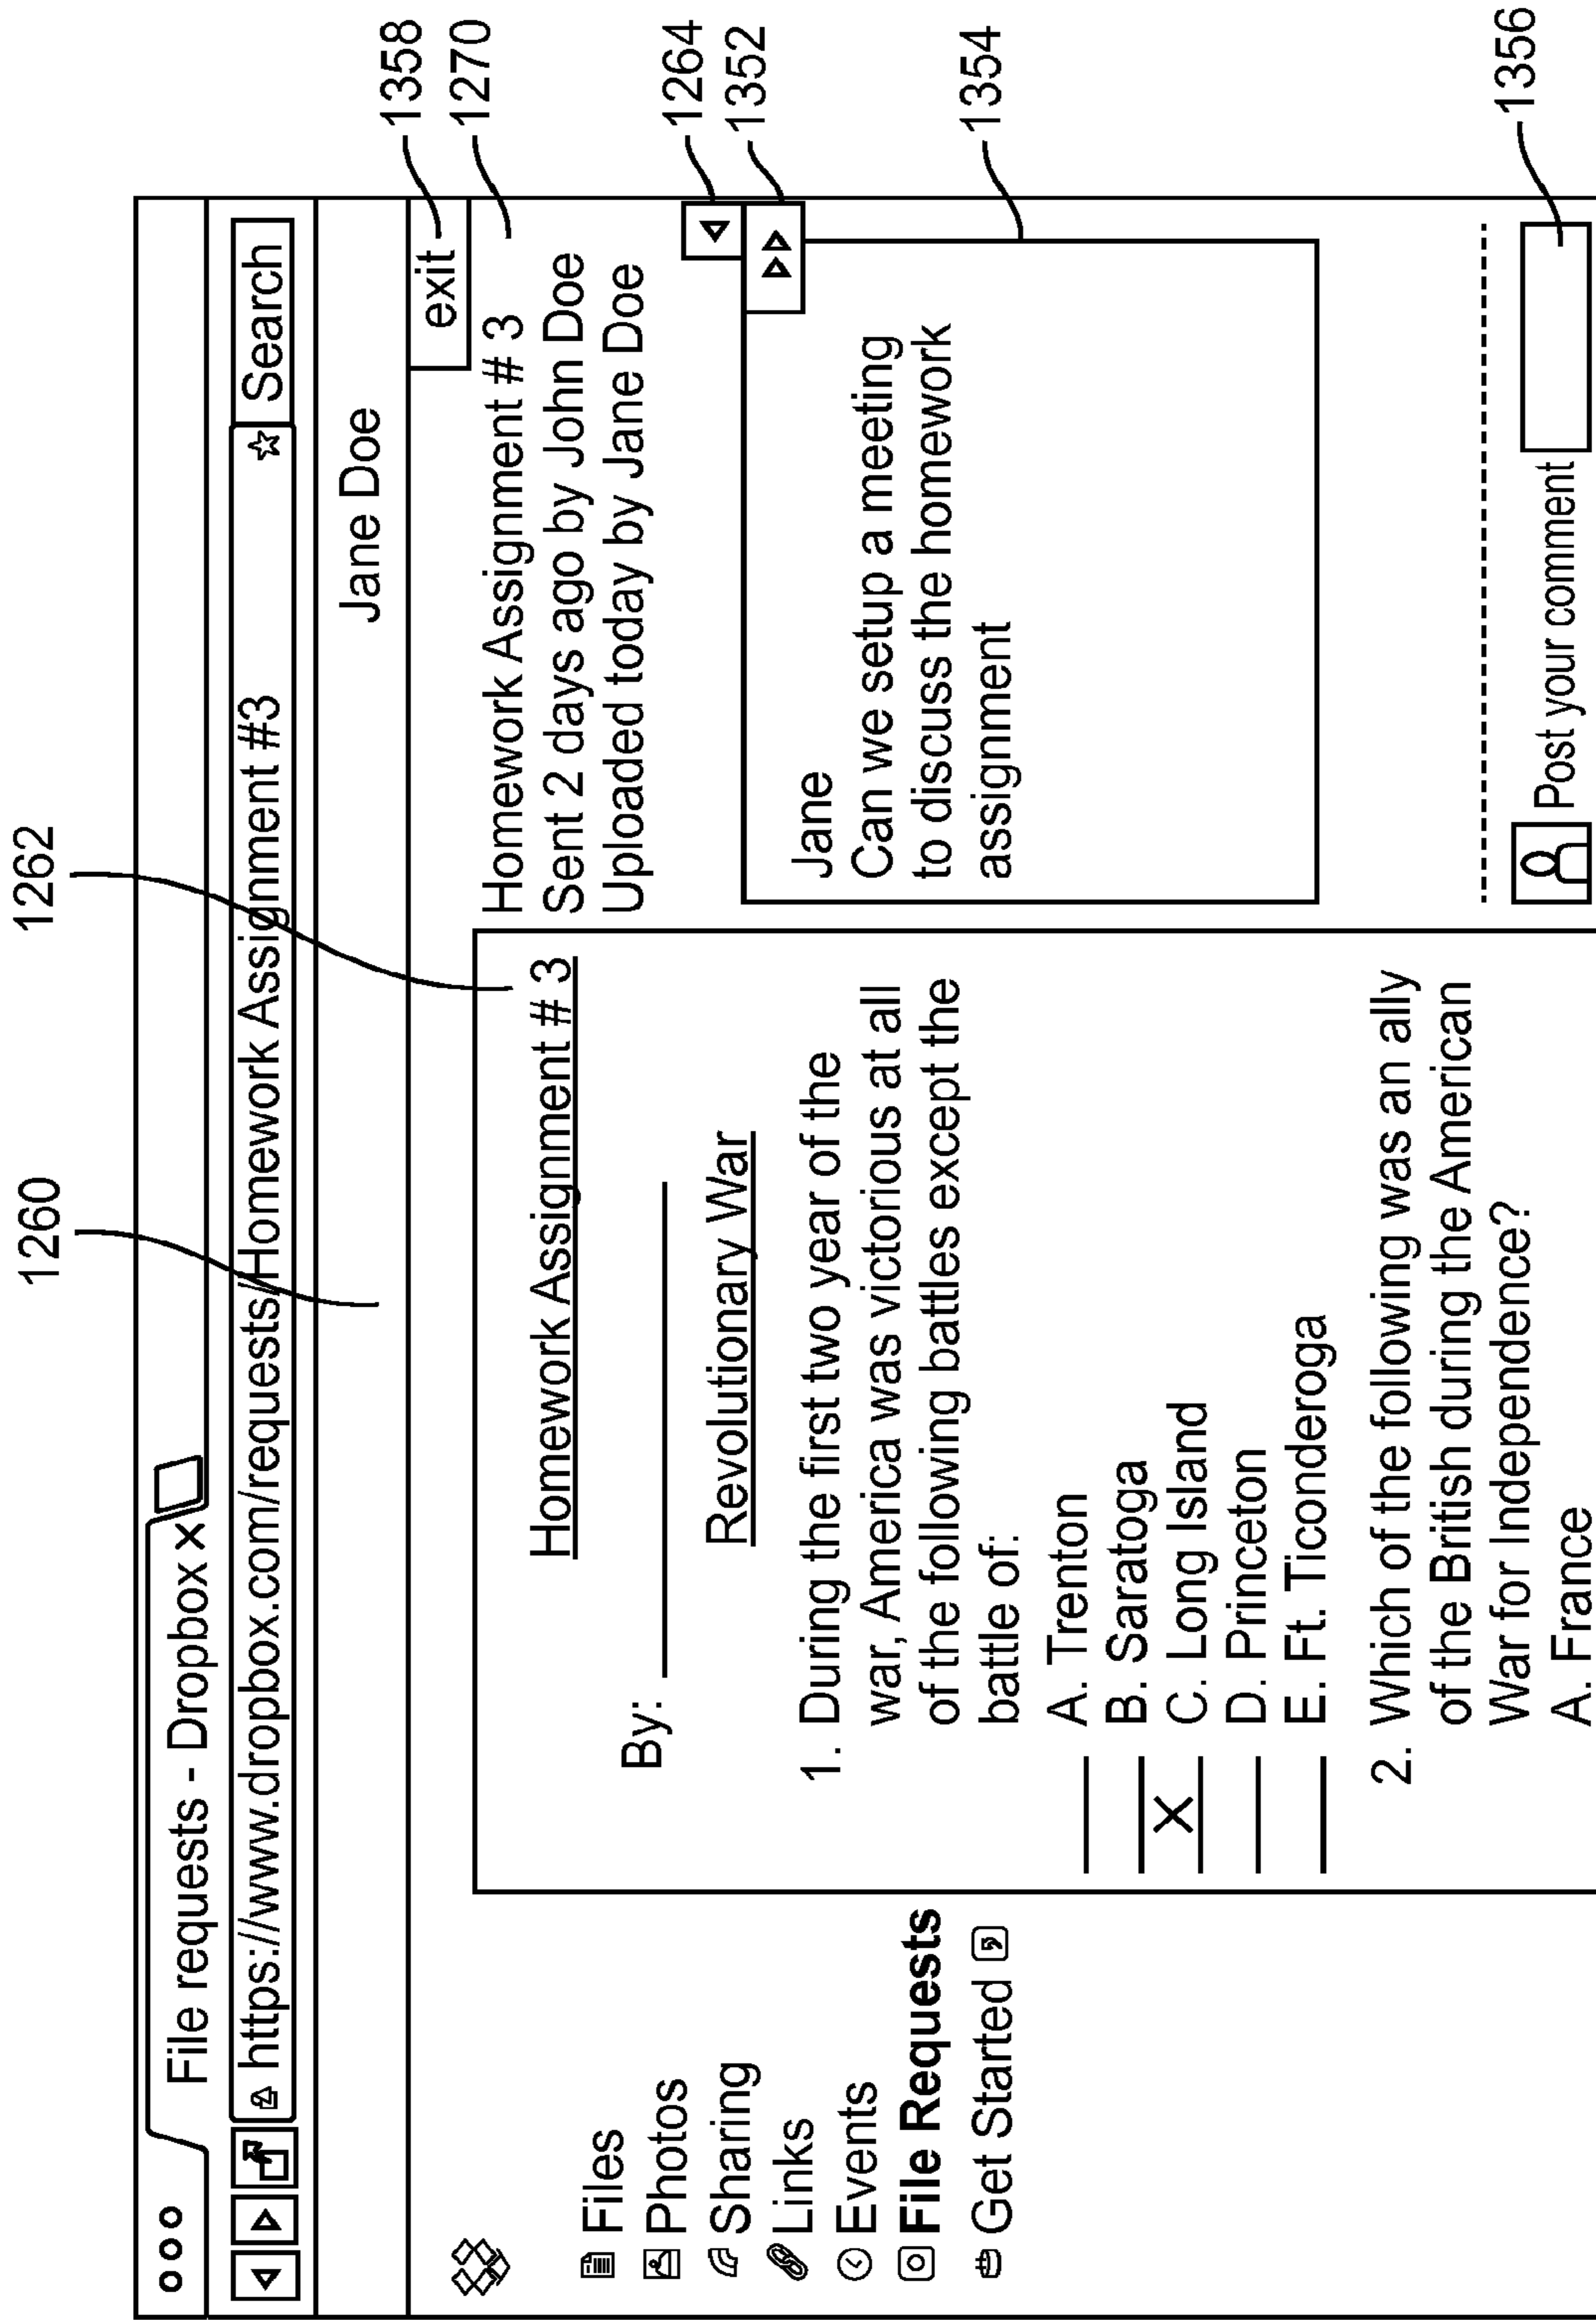 1260
1262
File requests - Dropbox X
https://www.dropbox.com/requests/Homework Assignment #3
Search
Jane Doe
exit
1358
1270
Files
Photos
Sharing
Links
Events
File Requests
Get Started
Homework Assignment # 3
By:
Revolutionary War
1. During the first two year of the
war, America was victorious at all
of the following battles except the
battle of:
A. Trenton
B. Saratoga
X C. Long Island
D. Princeton
E. Ft. Ticonderoga
2. Which of the following was an ally
of the British during the American
War for Independence?
A. France
Homework Assignment # 3
Sent 2 days ago by John Doe
Uploaded today by Jane Doe
1264
1352
Jane
Can we setup a meeting
to discuss the homework
assignment
1354
Post your comment
1356